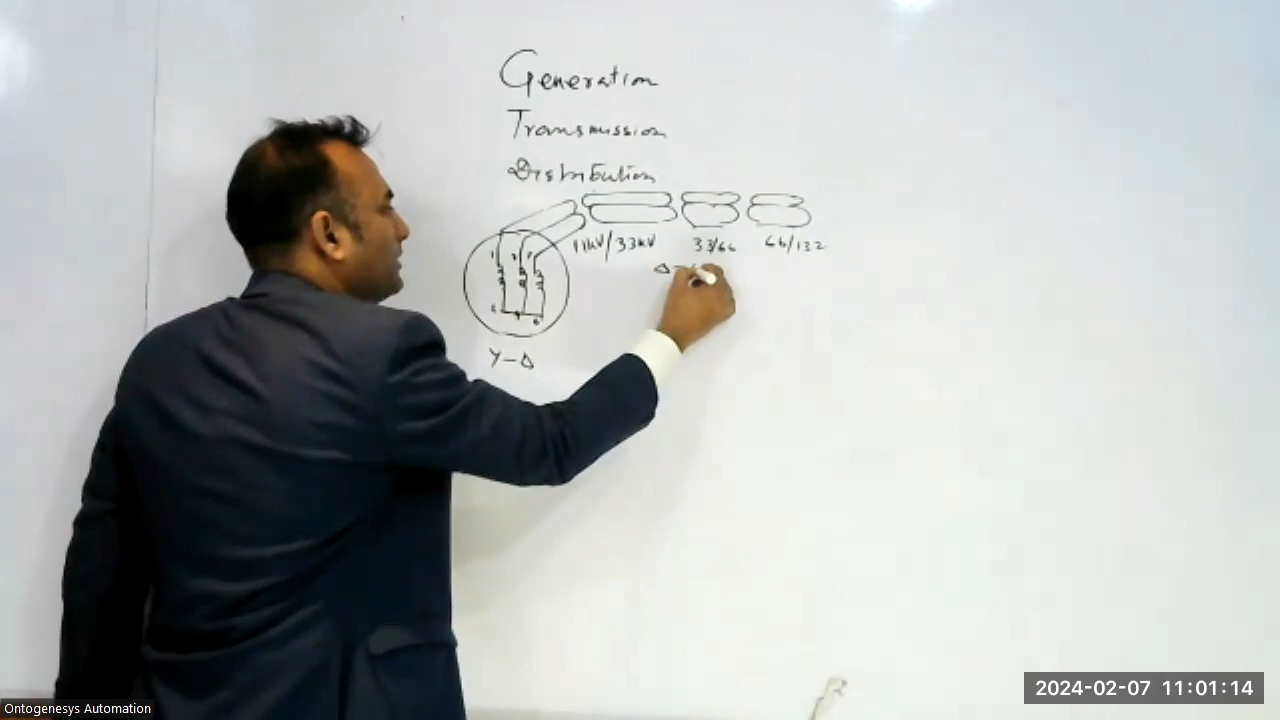 Generation
Transmission
Distribution
11kV/33kV 33/66 66/132
Δ-
Y-Δ
Ontogenesys Automation
2024-02-07 11:01:14